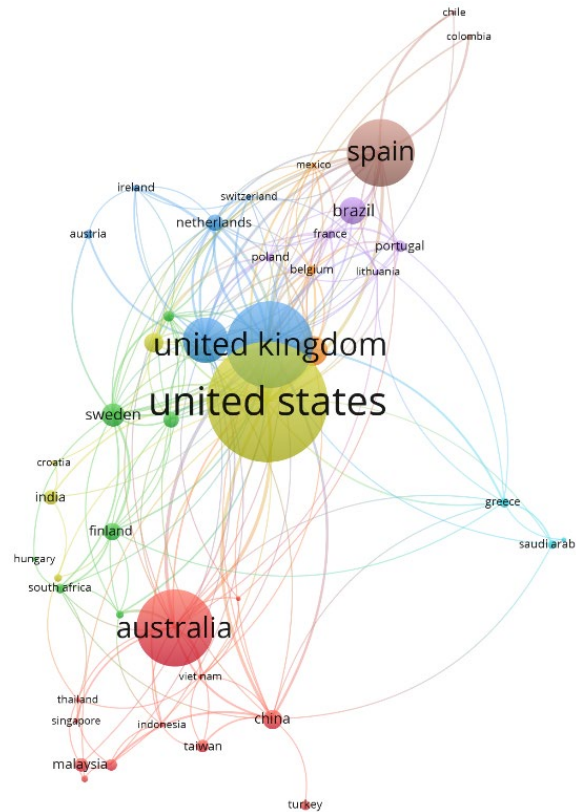 chile
colombia
spain
mexico
ireland
switzerland
brazil
netherlands
austria
france
portugal
poland
belgium
lithuania
united kingdom
united states
sweden
croatia
india
greece
finland
saudi arab
hungary
south africa
australia
viet nam
thailand
china
singapore
indonesia
taiwan
malaysia
turkey